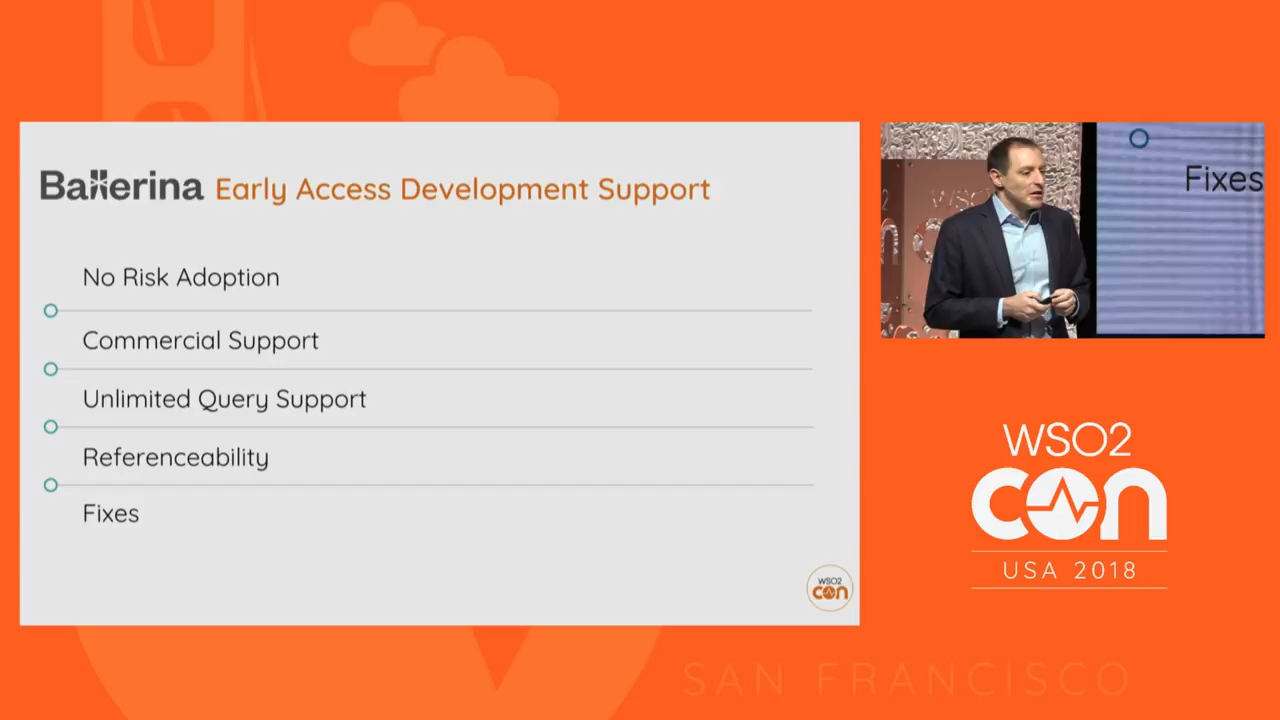 Ballerina Early Access Development Support
No Risk Adoption
Commercial Support
Unlimited Query Support
Referenceability
Fixes
WSO2
con
Fixes
WSO2
con
USA 2018
SAN FRANCISCO